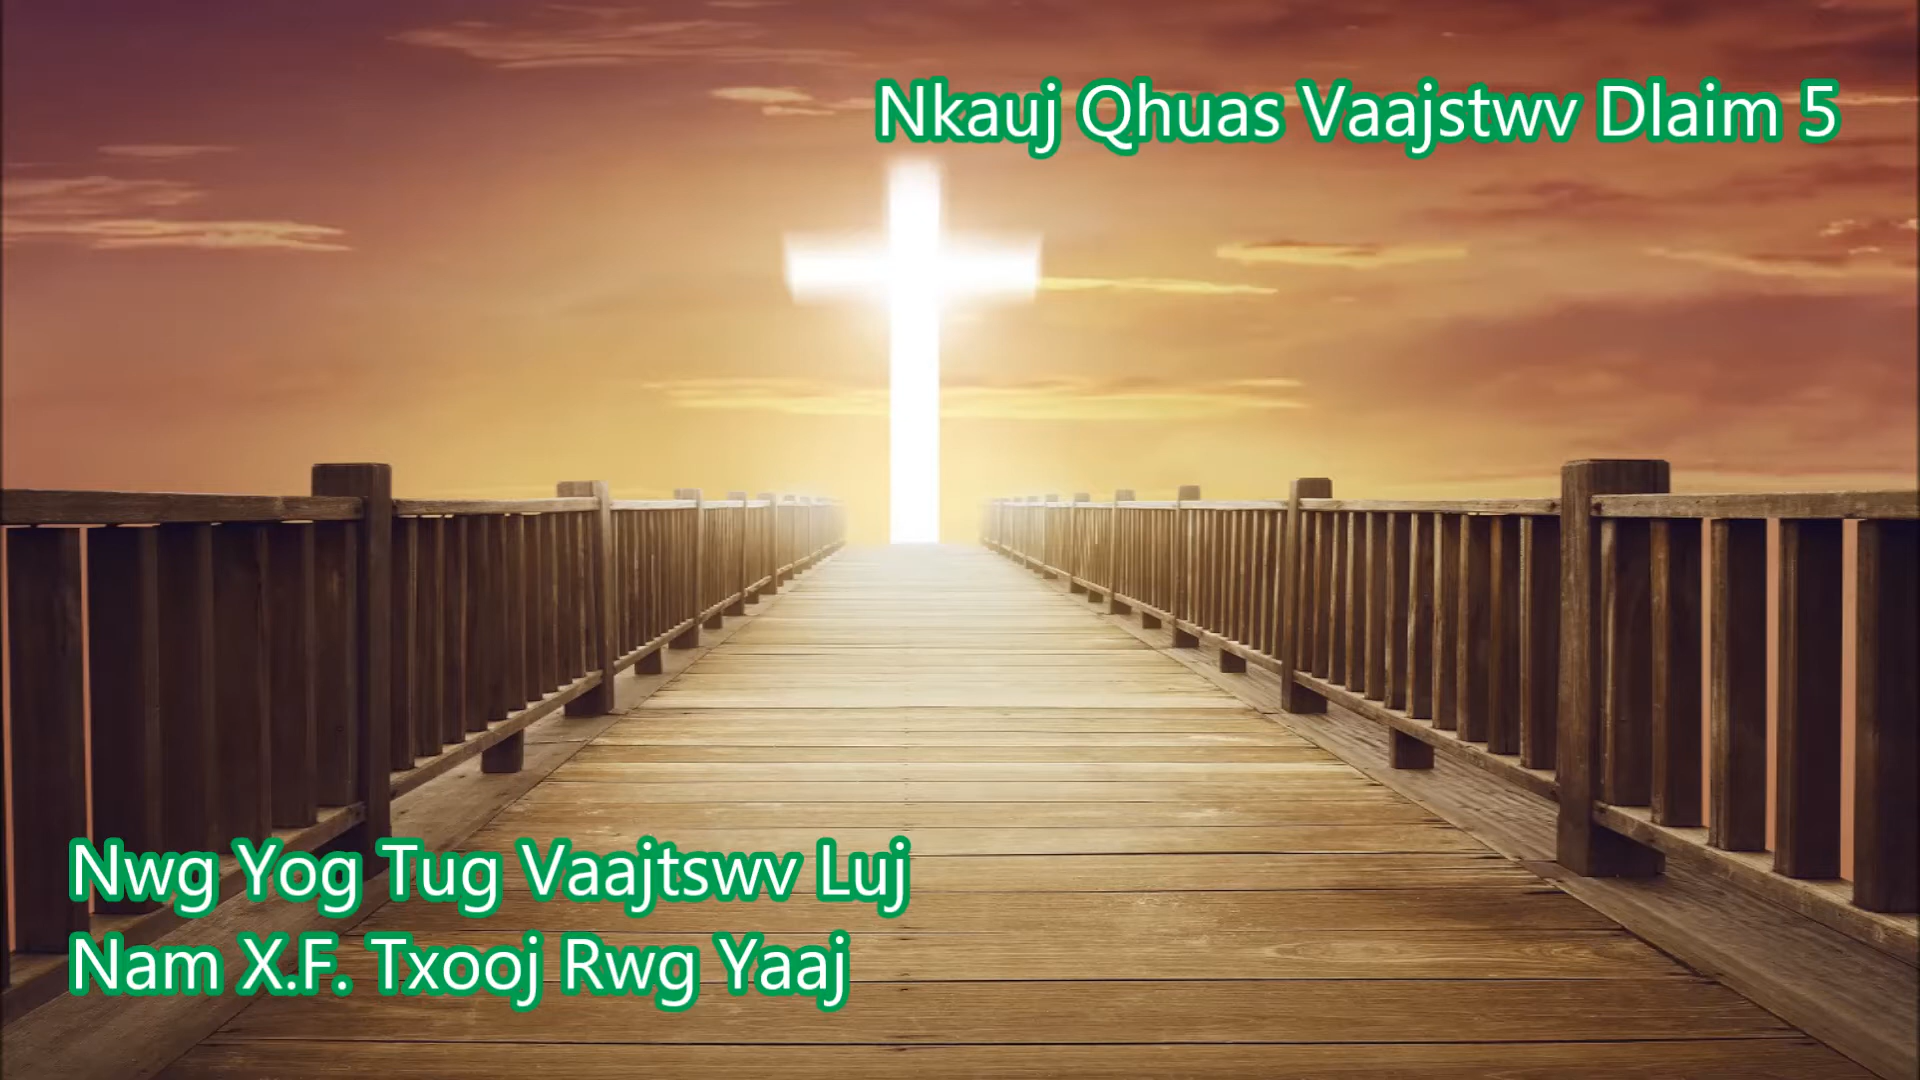 Nkauj Qhuas Vaajstwv Dlaim 5
Nwg Yog Tug Vaajtswv Luj
Nam X.F. Txooj Rwg Yaaj